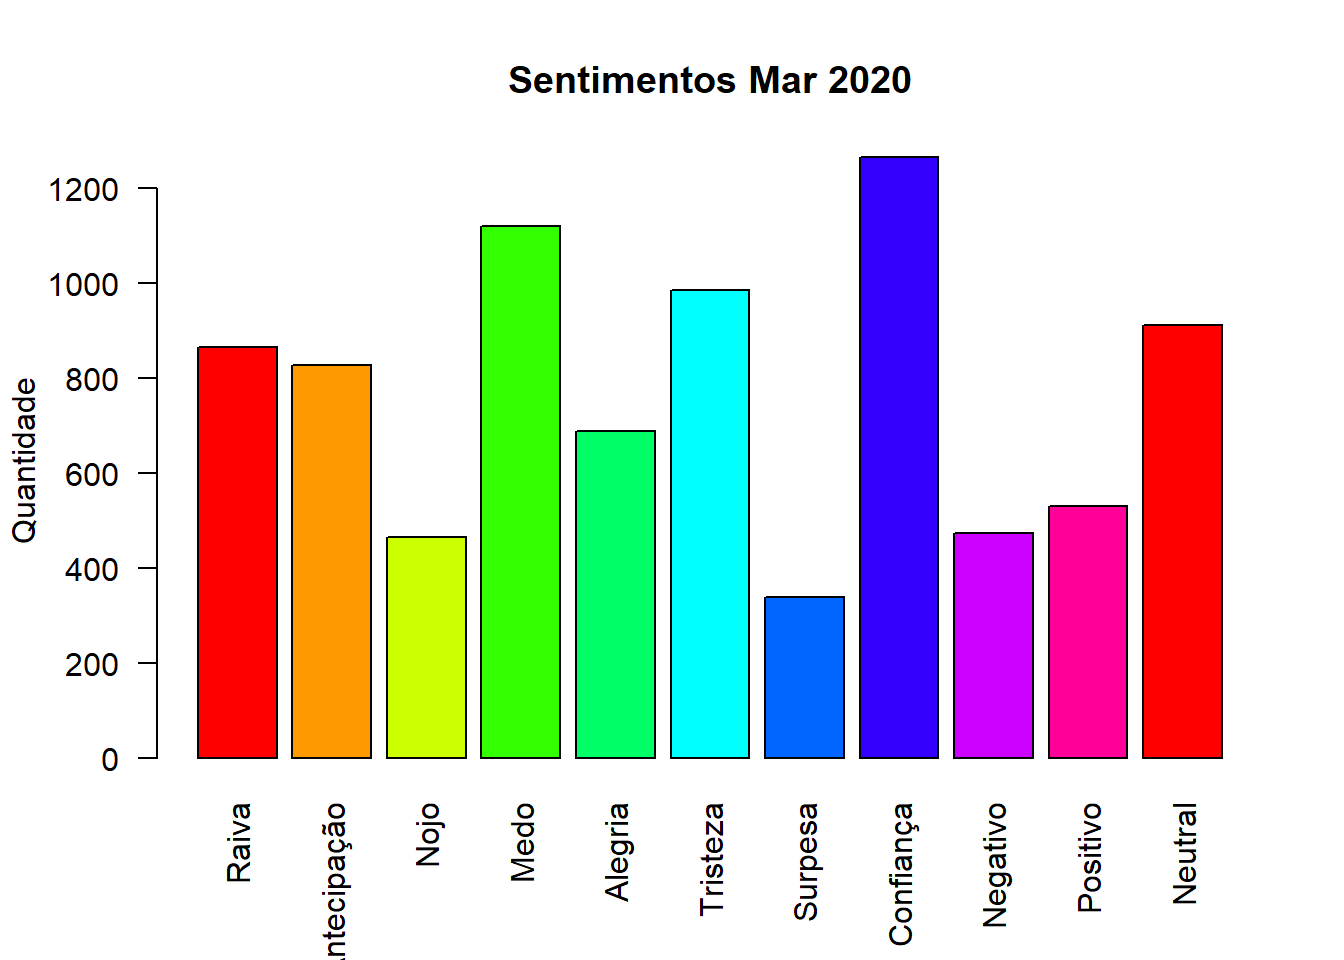 Sentimentos Mar 2020
Quantidade
1200
1000
800
600
400
200
0
Raiva
ntecipação
Nojo
Medo
Alegria
Tristeza
Surpesa
Confiança
Negativo
Positivo
Neutral